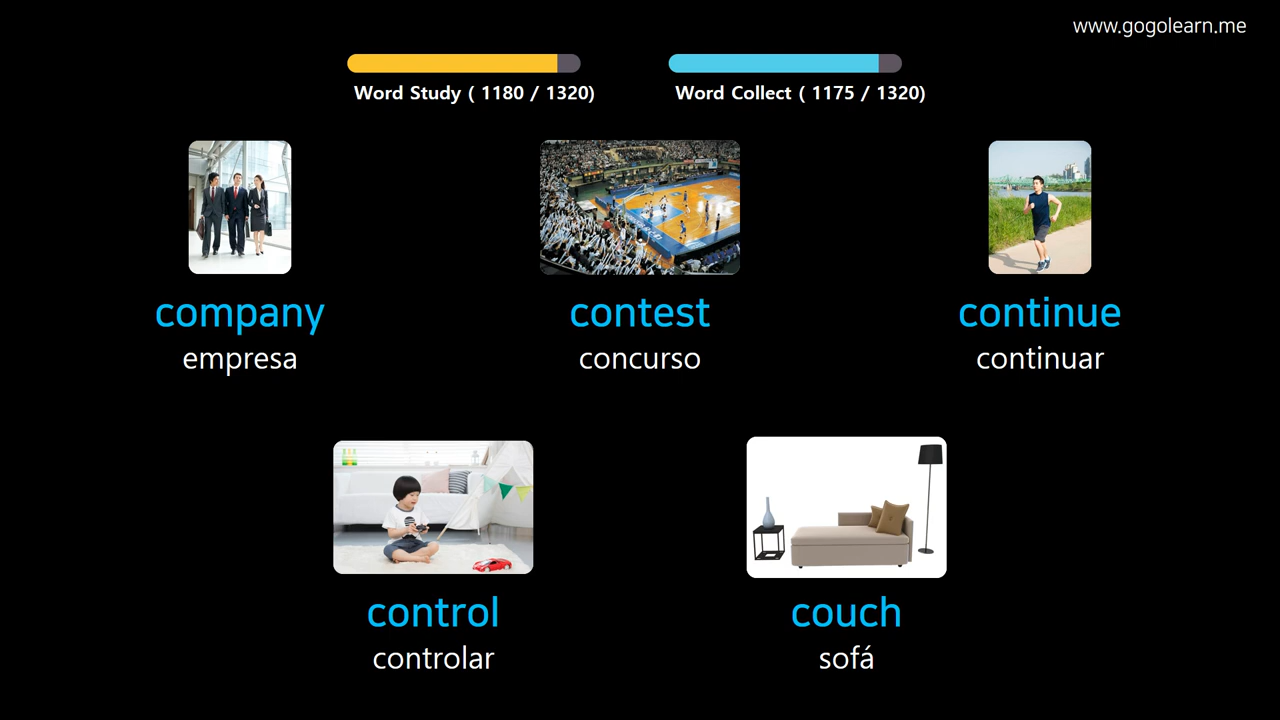 www.gogolearn.me
Word Study ( 1180 / 1320)
Word Collect ( 1175 / 1320)
company
empresa
contest
concurso
continue
continuar
control
controlar
couch
sofá